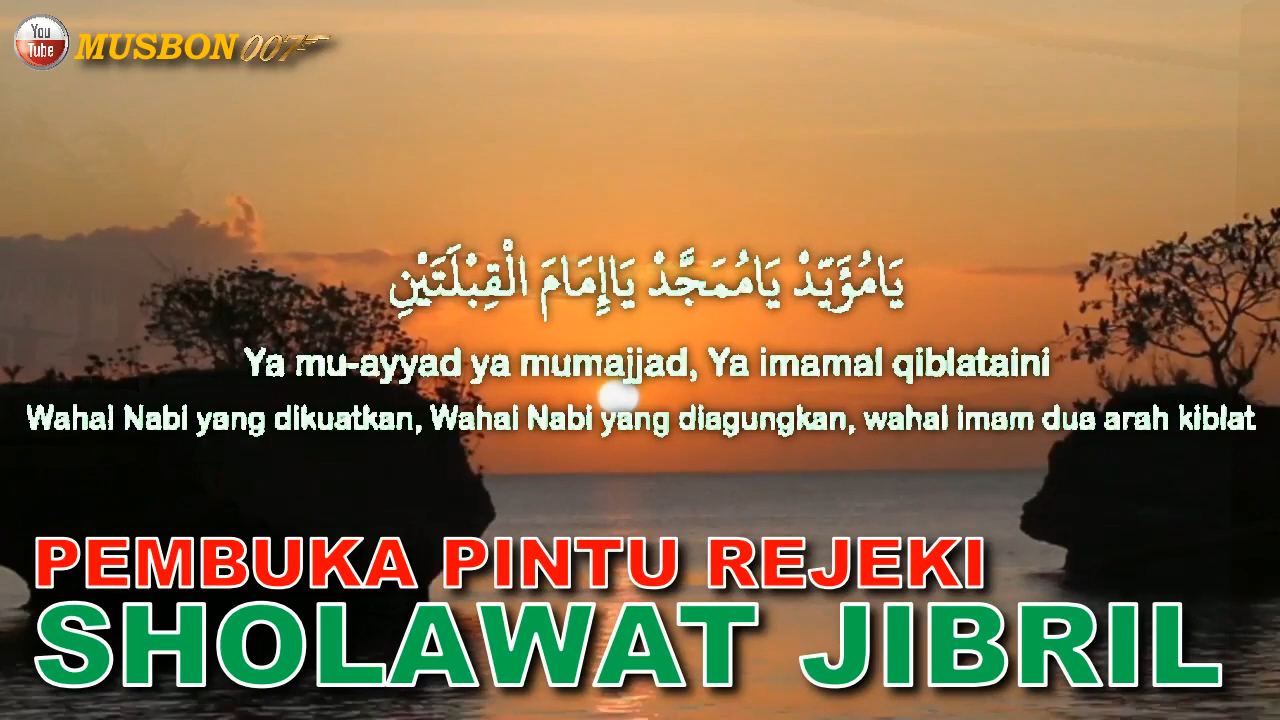 You
Tube
MUSBON 007
يَامُؤَيَّدْ يَامُمَجَّدْ يَاإِمَامَ الْقِبْلَتَيْنِ
Ya mu-ayyad ya mumajjad, Ya imamal qiblataini
Wahai Nabi yang dikuatkan, Wahai Nabi yang diagungkan, wahai imam dua arah kiblat
PEMBUKA PINTU REJEKI
SHOLAWAT JIBRIL